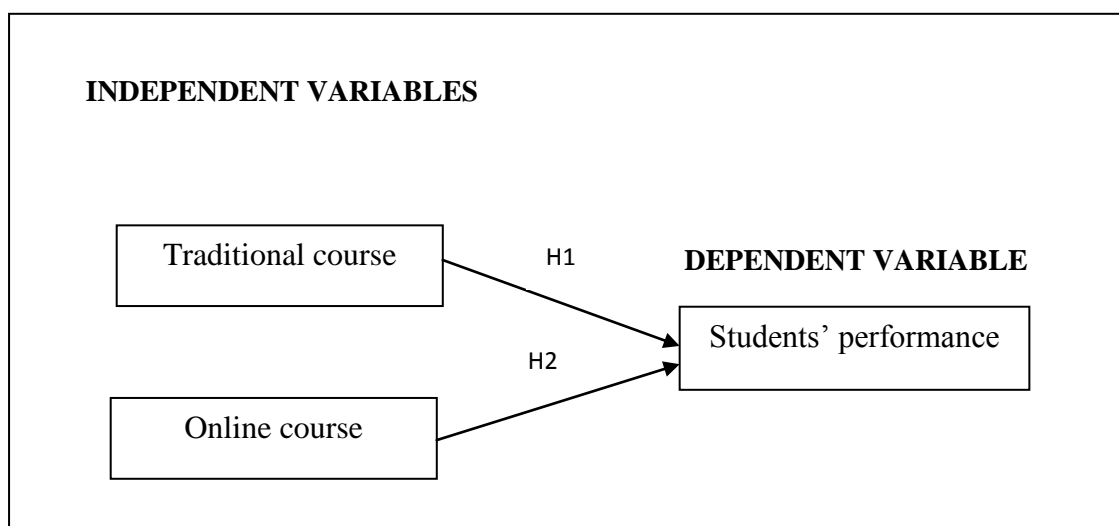 INDEPENDENT VARIABLES
Traditional course
H1
DEPENDENT VARIABLE
Students’ performance
H2
Online course